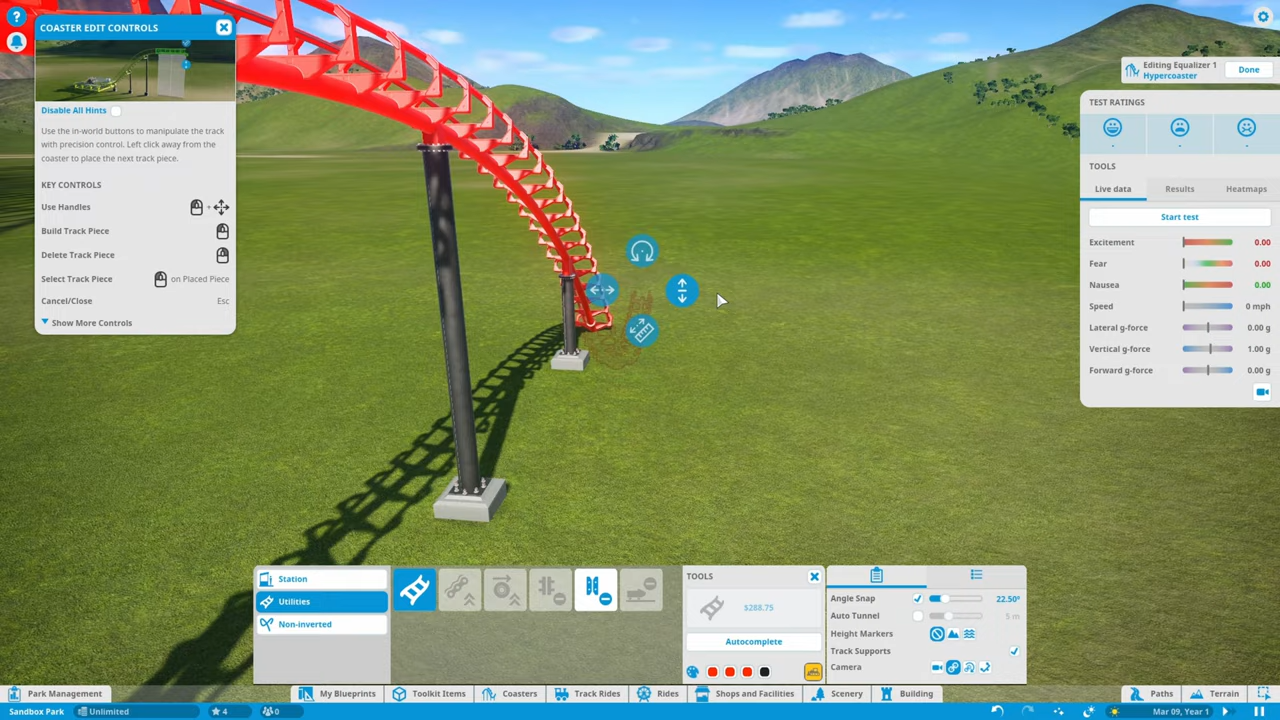 ?
COASTER EDIT CONTROLS
Disable All Hints
Use the in-world buttons to manipulate the track
with precision control. Left click away from the
coaster to place the next track piece.
KEY CONTROLS
Use Handles +
Build Track Piece
Delete Track Piece
Select Track Piece on Placed Piece
Cancel/Close Esc
Show More Controls
Editing Equalizer 1
Hypercoaster
Done
TEST RATINGS
- - -
TOOLS
Live data Results Heatmaps
Start test
Excitement 0.00
Fear 0.00
Nausea 0.00
Speed 0 mph
Lateral g-force 0.00 g
Vertical g-force 1.00 g
Forward g-force 0.00 g
Station
Utilities
Non-inverted
TOOLS
$288.75
Autocomplete
Angle Snap 22.50°
Auto Tunnel 5 m
Height Markers
Track Supports
Camera
Park Management My Blueprints Toolkit Items Coasters Track Rides Rides Shops and Facilities Scenery Building Paths Terrain
Sandbox Park Unlimited 4 0 Mar 09, Year 1